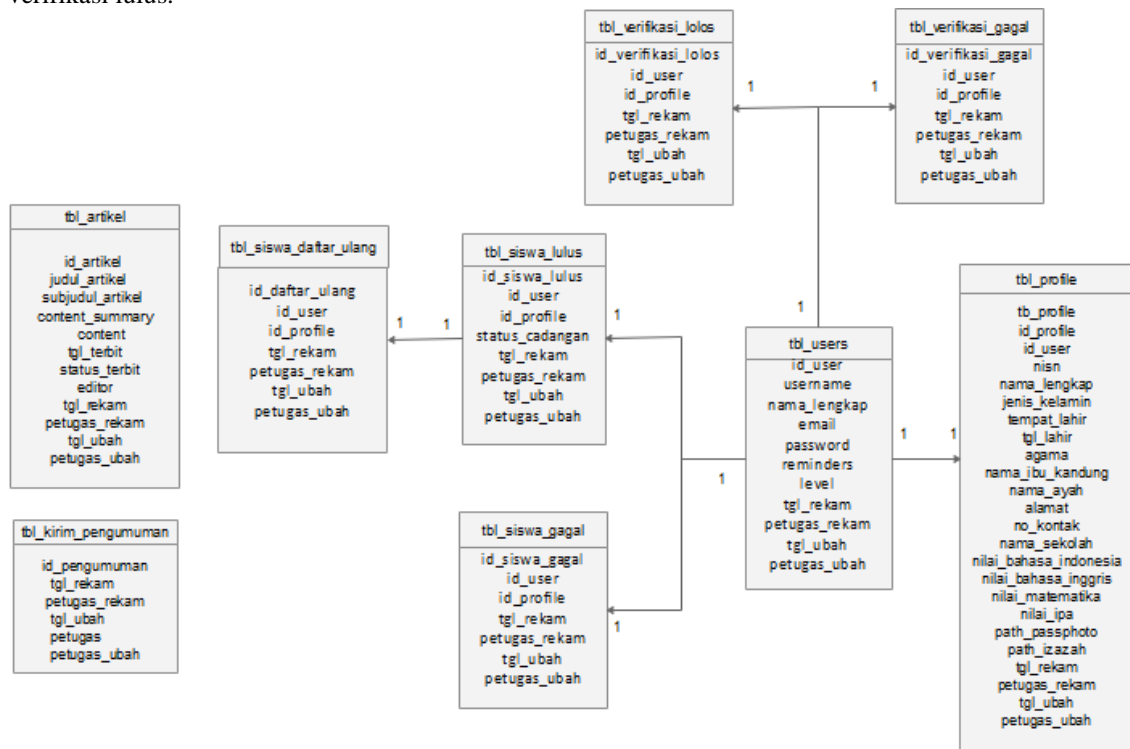 verifikasi lulus.
tbl_verifikasi_lolos
id_verifikasi_lolos
id_user
id_profile
tgl_rekam
petugas_rekam
tgl_ubah
petugas_ubah
tbl_verifikasi_gagal
id_verifikasi_gagal
id_user
id_profile
tgl_rekam
petugas_rekam
tgl_ubah
petugas_ubah
1
1
1
tbl_artikel
id_artikel
judul_artikel
subjudul_artikel
content_summary
content
tgl_terbit
status_terbit
editor
tgl_rekam
petugas_rekam
tgl_ubah
petugas_ubah
tbl_siswa_daftar_ulang
id_daftar_ulang
id_user
id_profile
tgl_rekam
petugas_rekam
tgl_ubah
petugas_ubah
1
1
tbl_siswa_lulus
id_siswa_lulus
id_user
id_profile
status_cadangan
tgl_rekam
petugas_rekam
tgl_ubah
petugas_ubah
1
1
tbl_users
id_user
username
nama_lengkap
email
password
reminders
level
tgl_rekam
petugas_rekam
tgl_ubah
petugas_ubah
1
1
tbl_profile
tb_profile
id_profile
id_user
nisn
nama_lengkap
jenis_kelamin
tempat_lahir
tgl_lahir
agama
nama_ibu_kandung
nama_ayah
alamat
no_kontak
nama_sekolah
nilai_bahasa_indonesia
nilai_bahasa_inggris
nilai_matematika
nilai_ipa
path_passphoto
path_izazah
tgl_rekam
petugas_rekam
tgl_ubah
petugas_ubah
tbl_kirim_pengumuman
id_pengumuman
tgl_rekam
petugas_rekam
tgl_ubah
petugas
petugas_ubah
tbl_siswa_gagal
id_siswa_gagal
id_user
id_profile
tgl_rekam
petugas_rekam
tgl_ubah
petugas_ubah
1